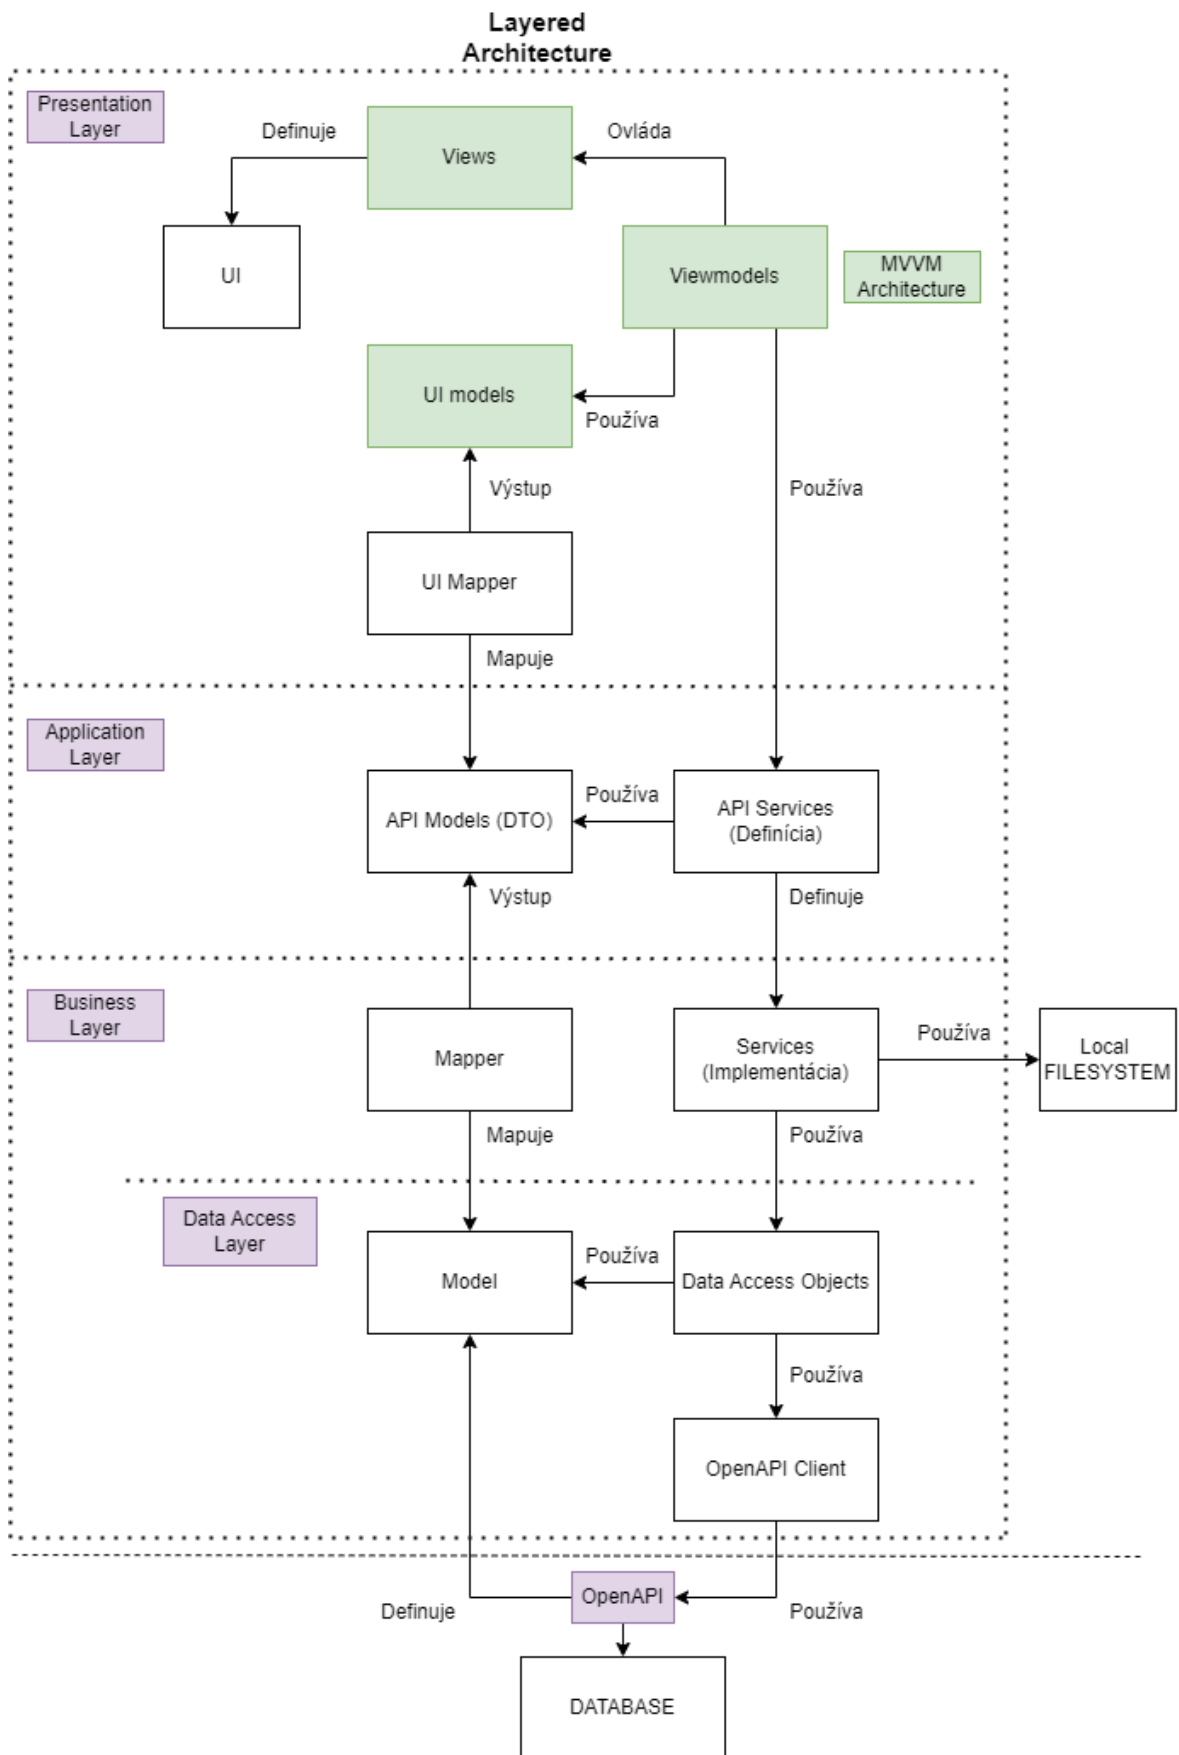 Layered
Architecture
Presentation
Layer
Definuje
Views
Ovláda
UI
Viewmodels
MVVM
Architecture
UI models
Používa
Výstup
Používa
UI Mapper
Mapuje
Application
Layer
API Models (DTO)
Používa
API Services
(Definícia)
Výstup
Definuje
Business
Layer
Mapper
Services
(Implementácia)
Používa
Local
FILESYSTEM
Mapuje
Používa
Data Access
Layer
Model
Používa
Data Access Objects
Používa
OpenAPI Client
Definuje
OpenAPI
Používa
DATABASE